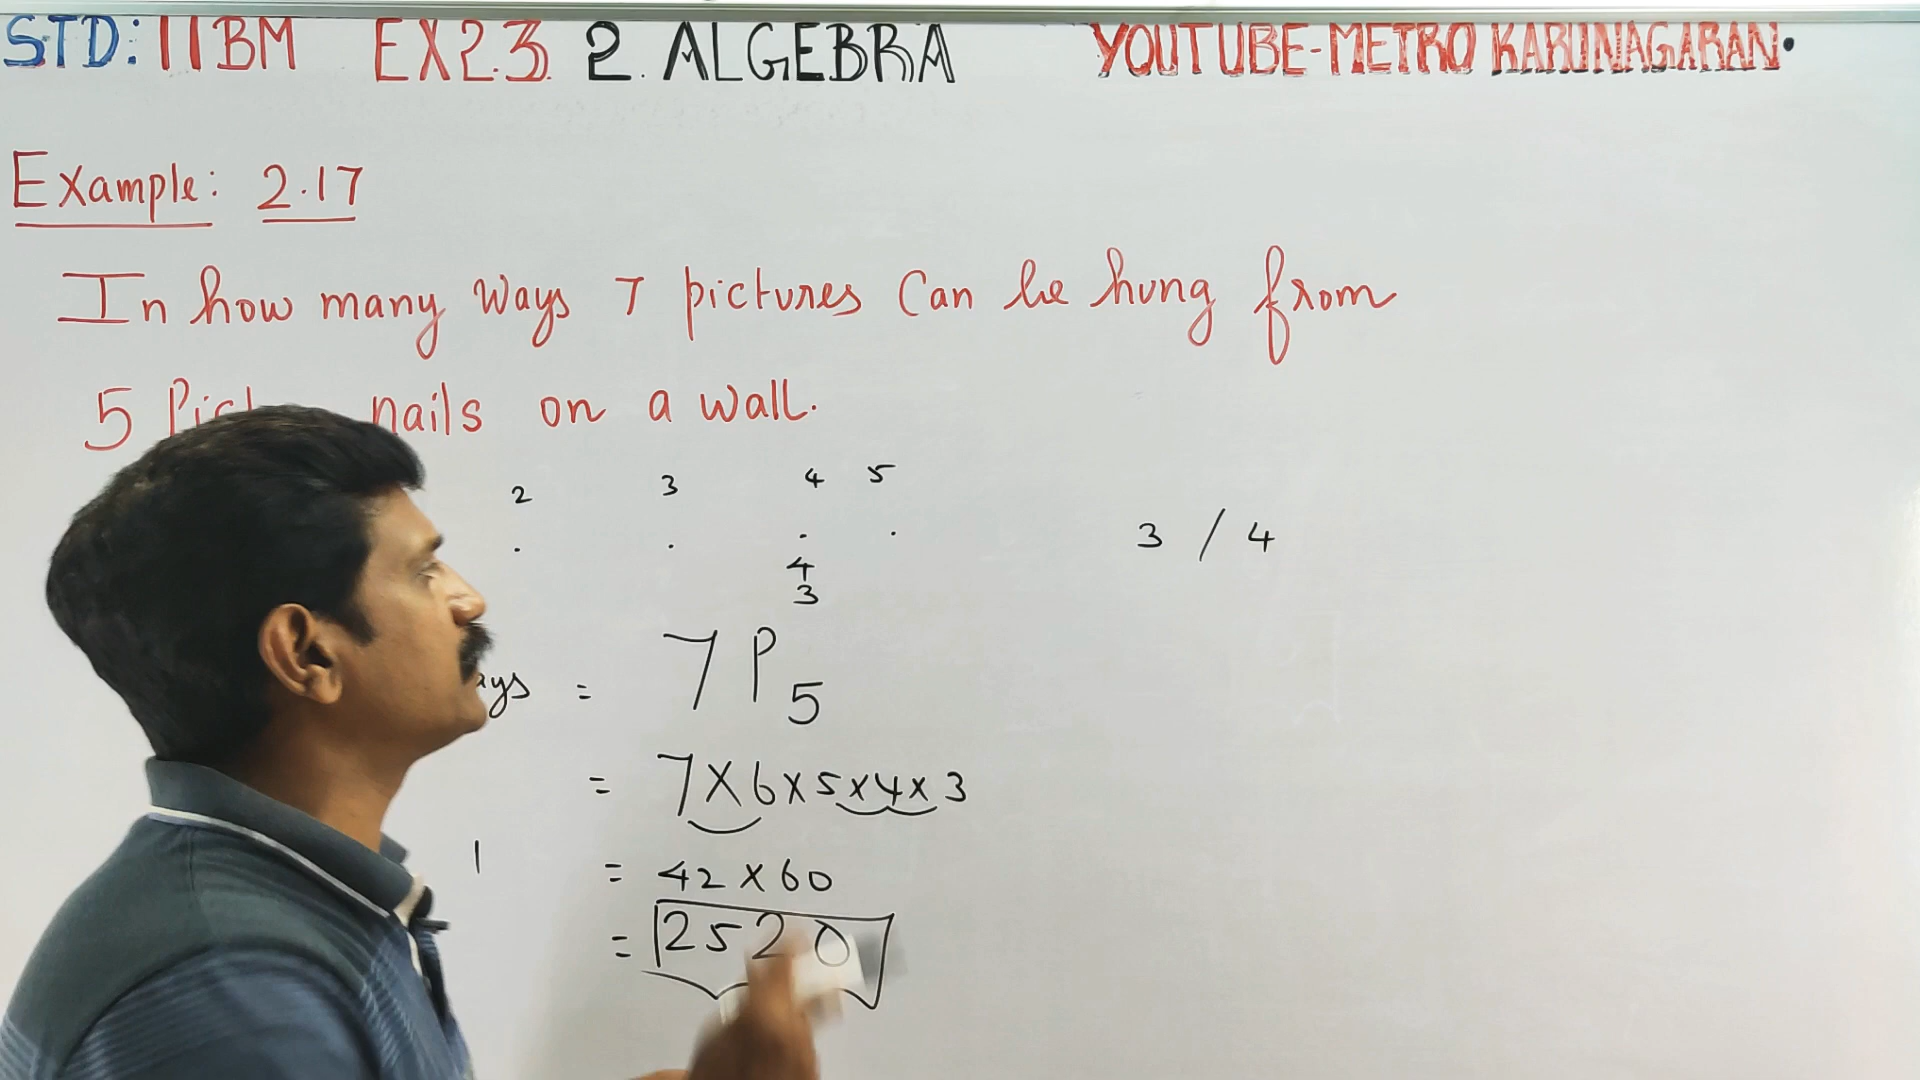 STD: 11BM EX2.3 2. ALGEBRA YOUTUBE-METRO KARUNAGARAN.
Example: 2.17
In how many ways 7 pictures can be hung from
5 nails on a wall.
2 3 4 5
. . . .
3 / 4
4
3
= 7P5
= 7×6×5×4×3
= 42×60
= 2520